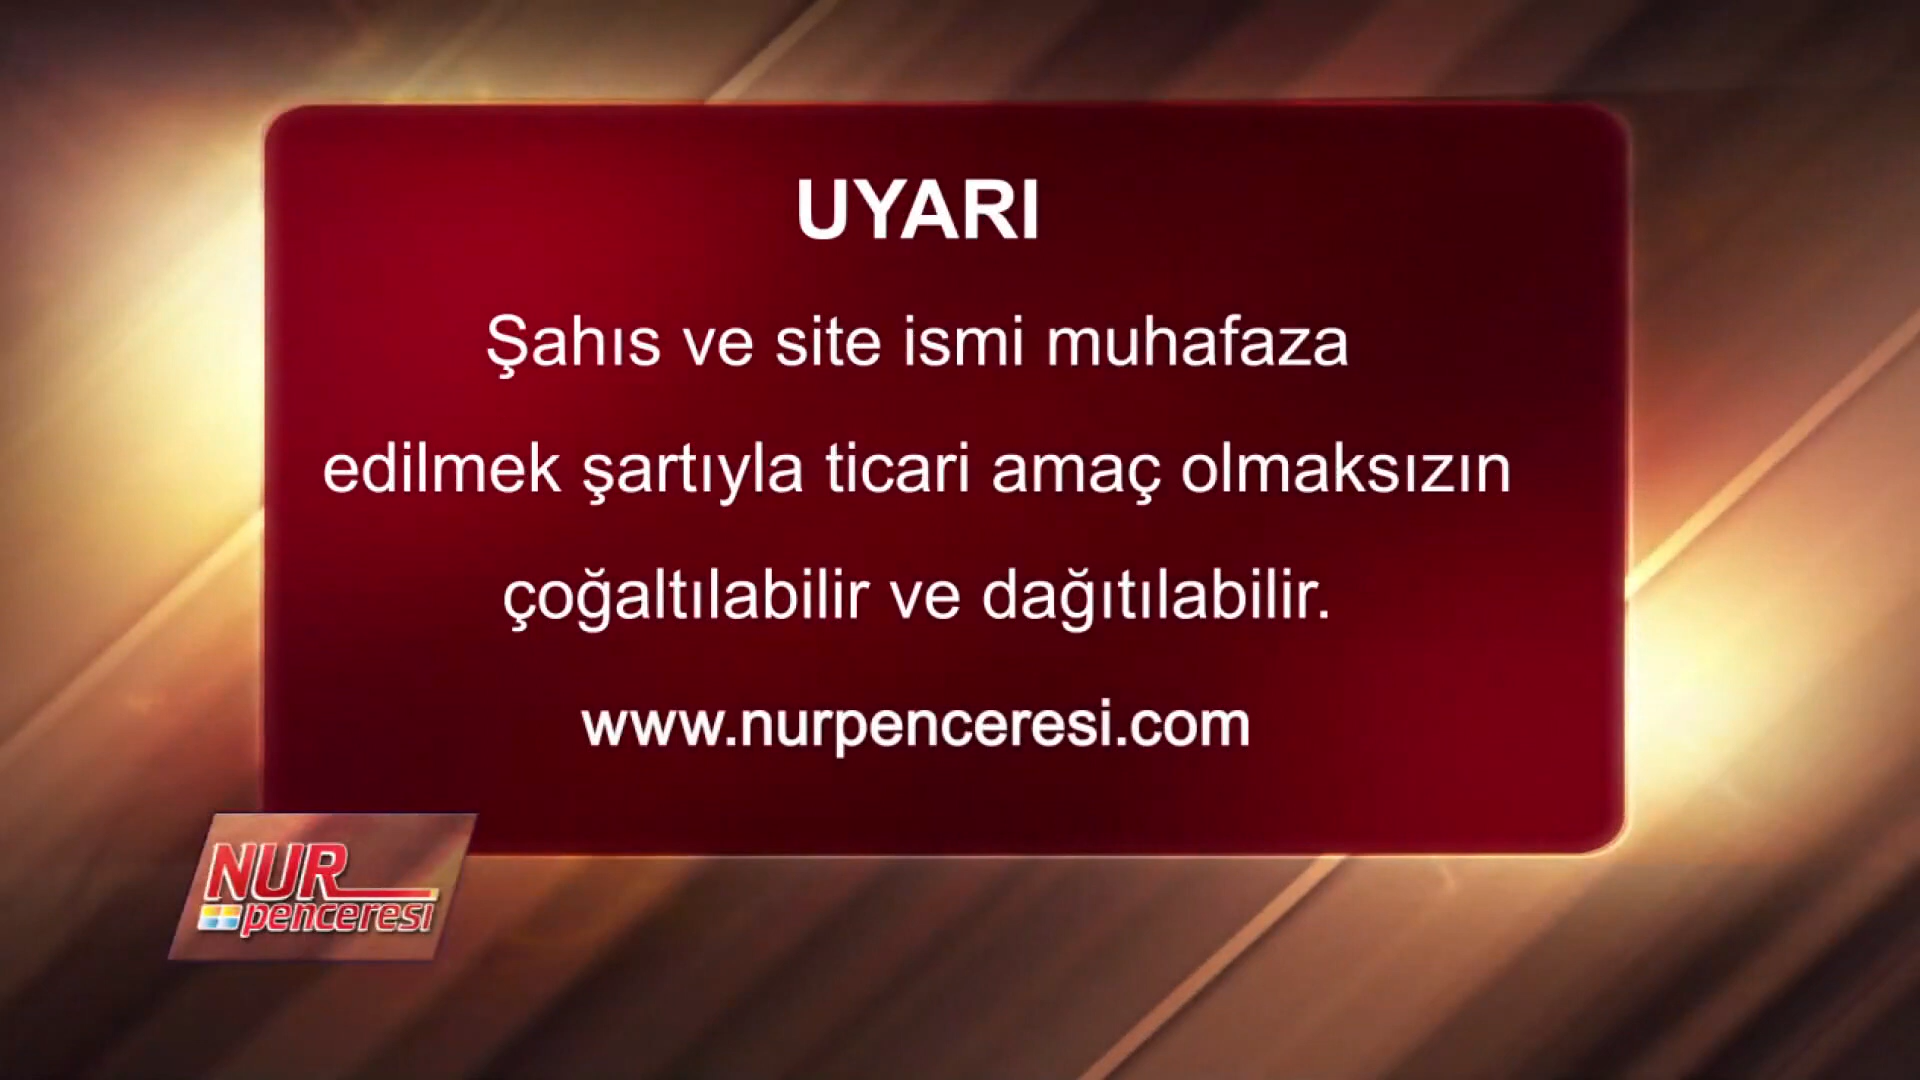 UYARI
Şahıs ve site ismi muhafaza
edilmek şartıyla ticari amaç olmaksızın
çoğaltılabilir ve dağıtılabilir.
www.nurpenceresi.com
NUR
penceresi